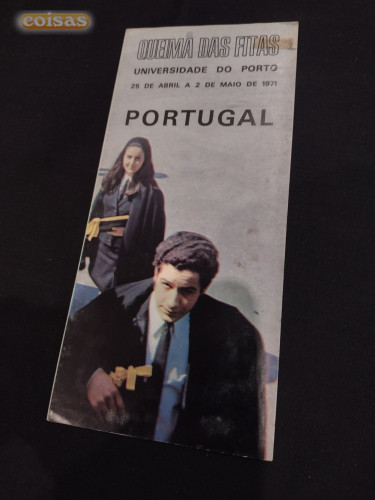 coisas
QUEIMA DAS FITAS
UNIVERSIDADE DO PORTO
25 DE ABRIL A 2 DE MAIO DE 1971
PORTUGAL